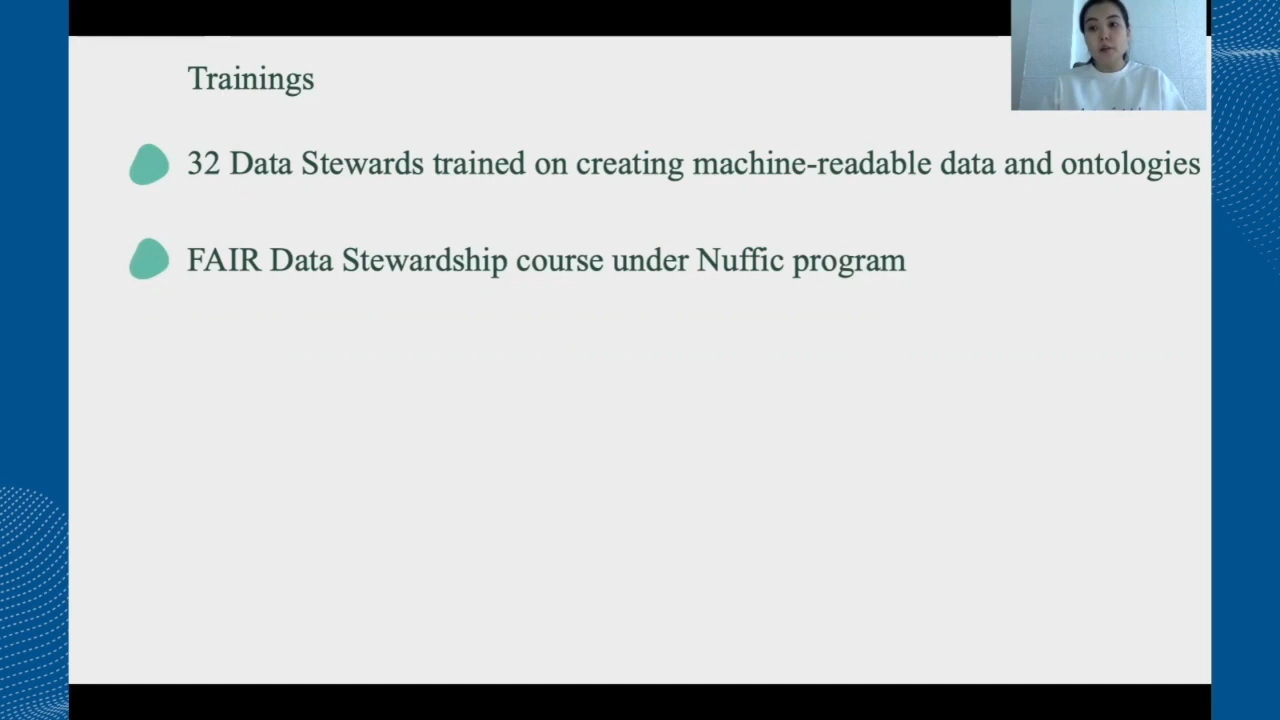 Trainings
32 Data Stewards trained on creating machine-readable data and ontologies
FAIR Data Stewardship course under Nuffic program